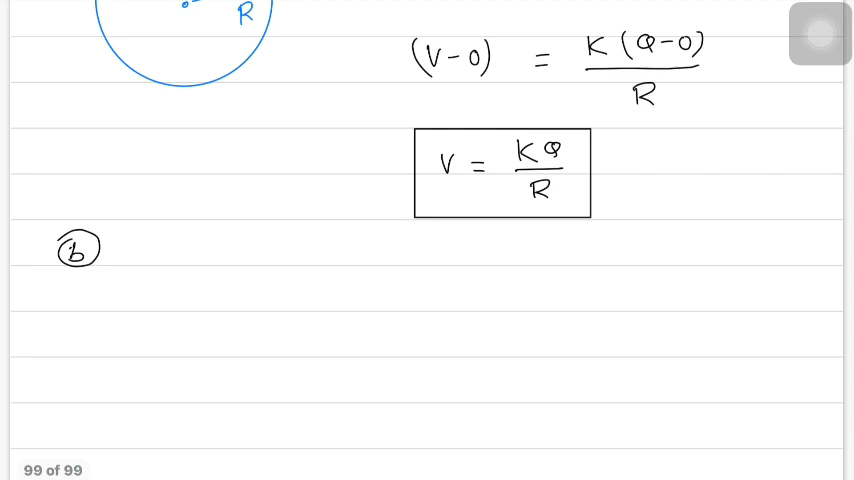 R
(V-0) = K(Q-0)/R
V = KQ/R
b
99 of 99